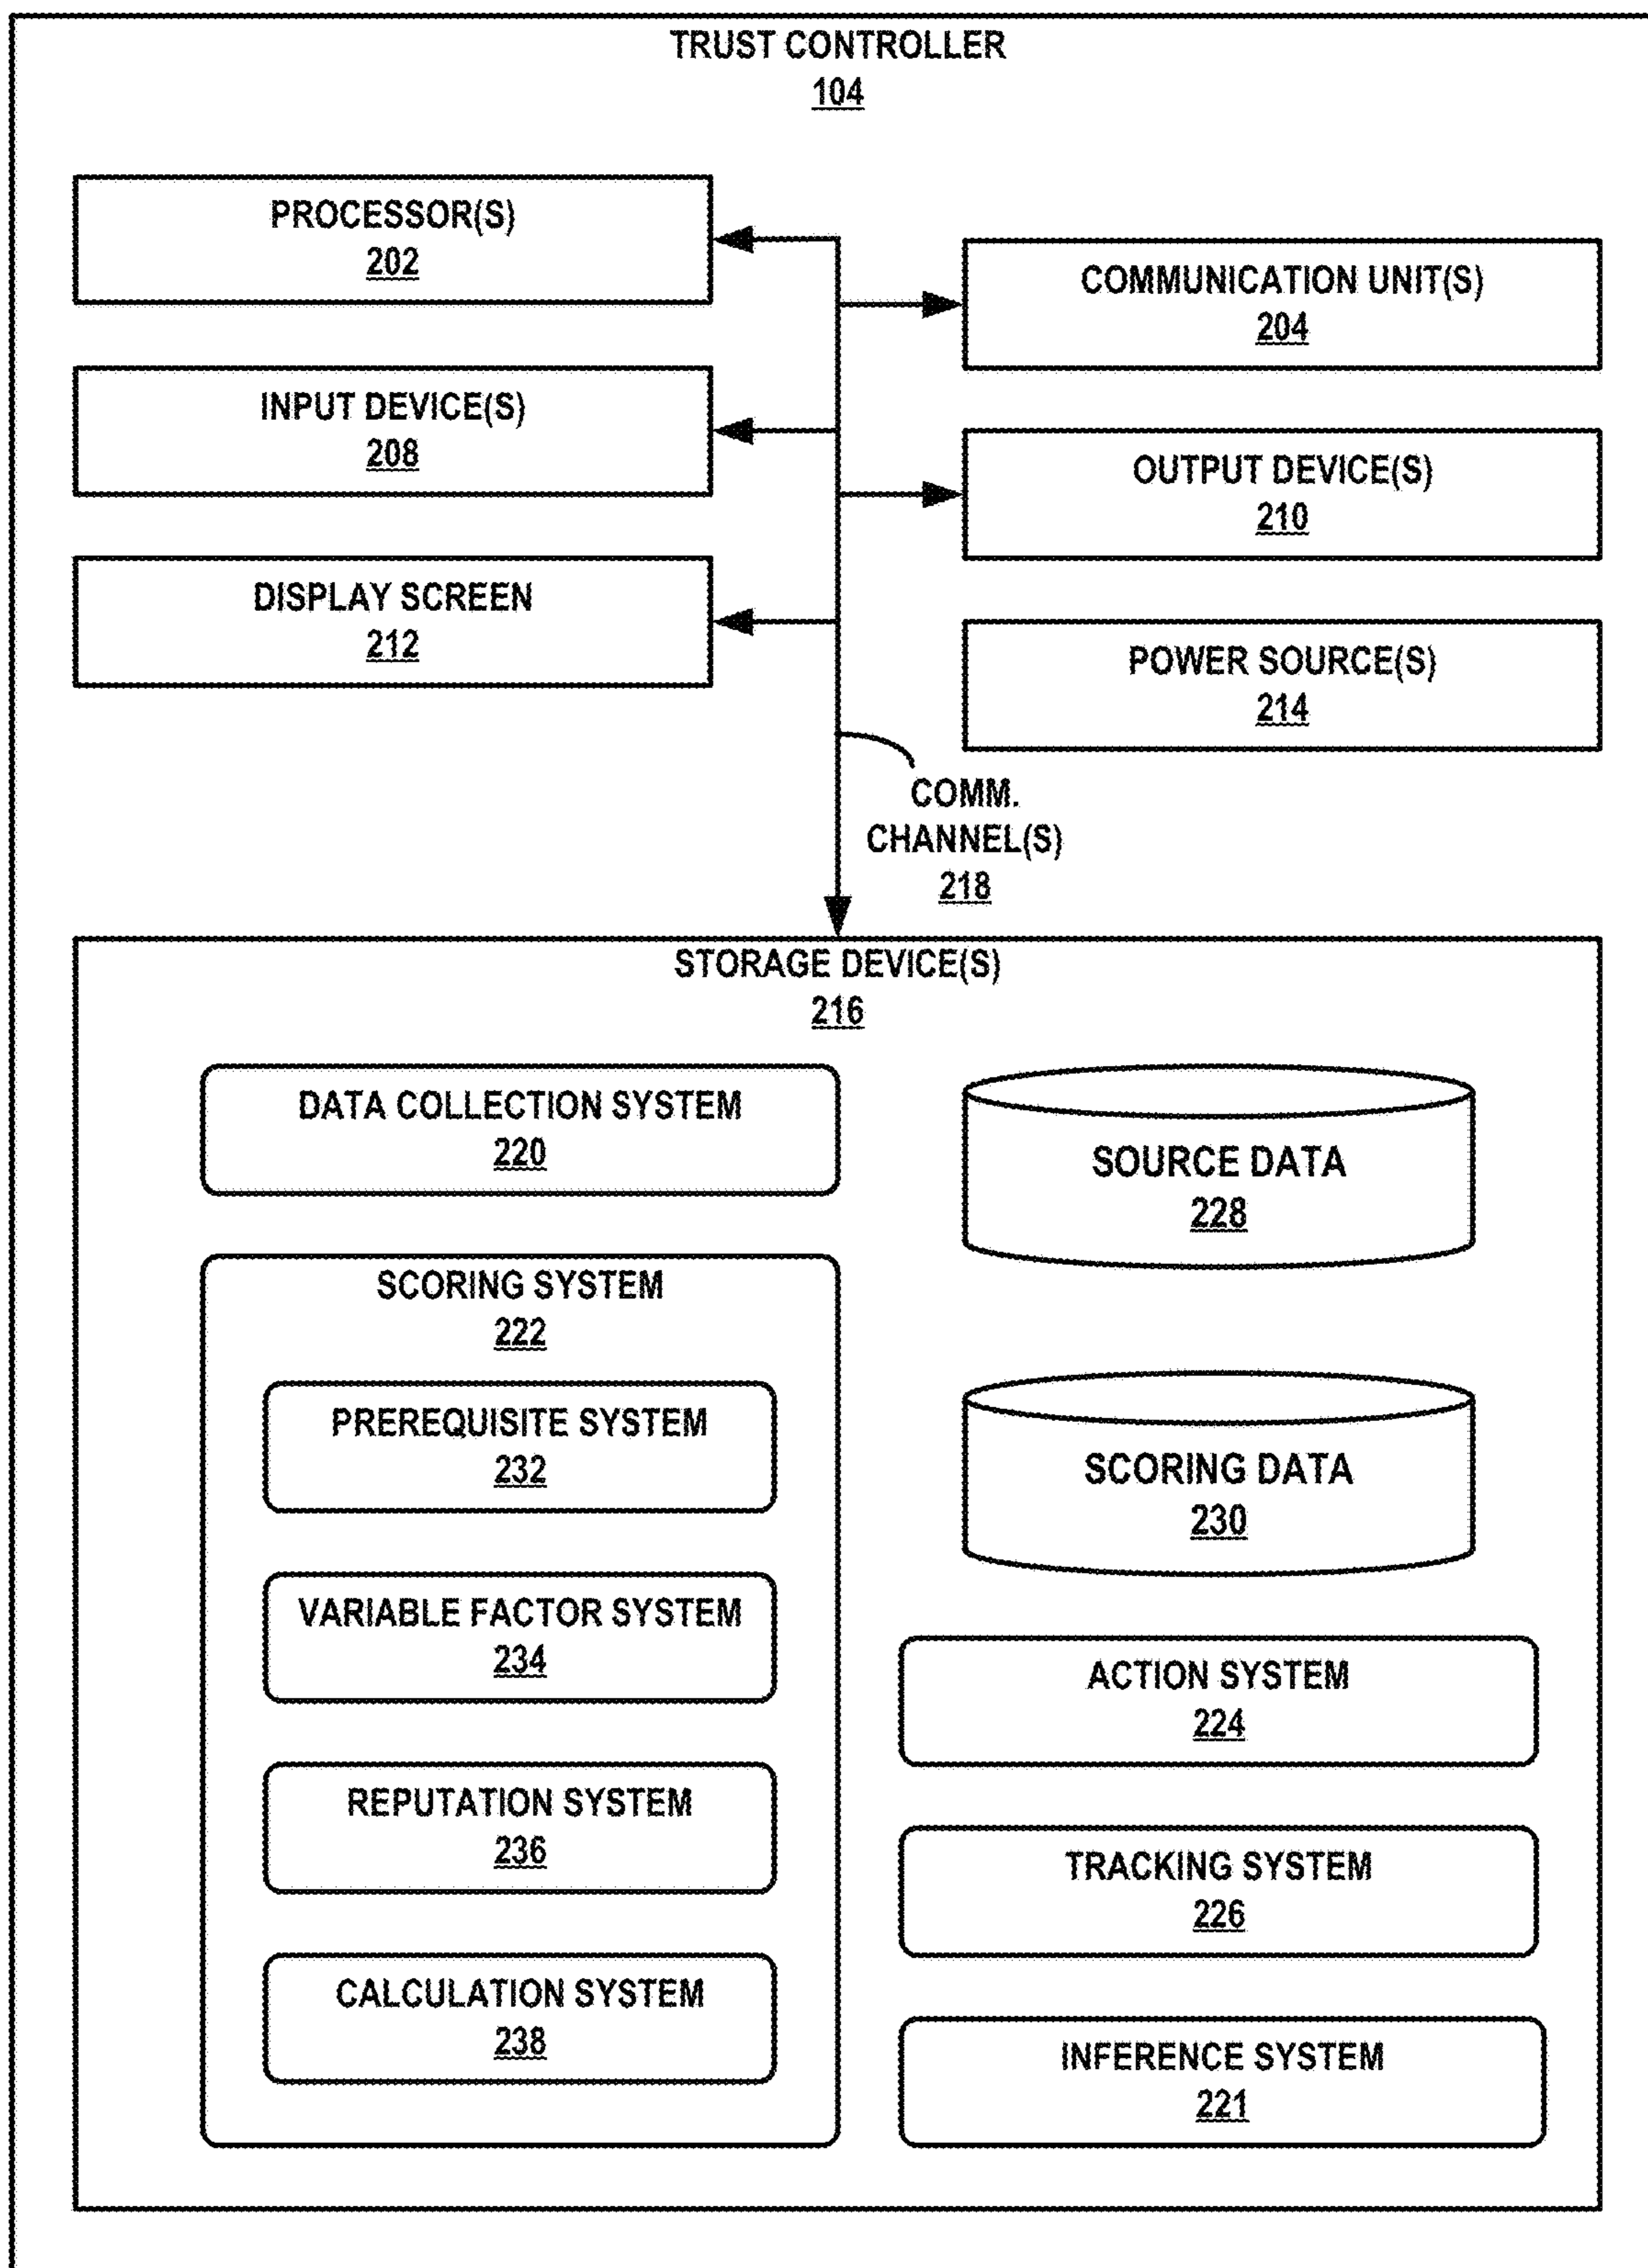 TRUST CONTROLLER
104
PROCESSOR(S)
202
COMMUNICATION UNIT(S)
204
INPUT DEVICE(S)
208
OUTPUT DEVICE(S)
210
DISPLAY SCREEN
212
POWER SOURCE(S)
214
COMM.
CHANNEL(S)
218
STORAGE DEVICE(S)
216
DATA COLLECTION SYSTEM
220
SOURCE DATA
228
SCORING SYSTEM
222
PREREQUISITE SYSTEM
232
SCORING DATA
230
VARIABLE FACTOR SYSTEM
234
ACTION SYSTEM
224
REPUTATION SYSTEM
236
TRACKING SYSTEM
226
CALCULATION SYSTEM
238
INFERENCE SYSTEM
221